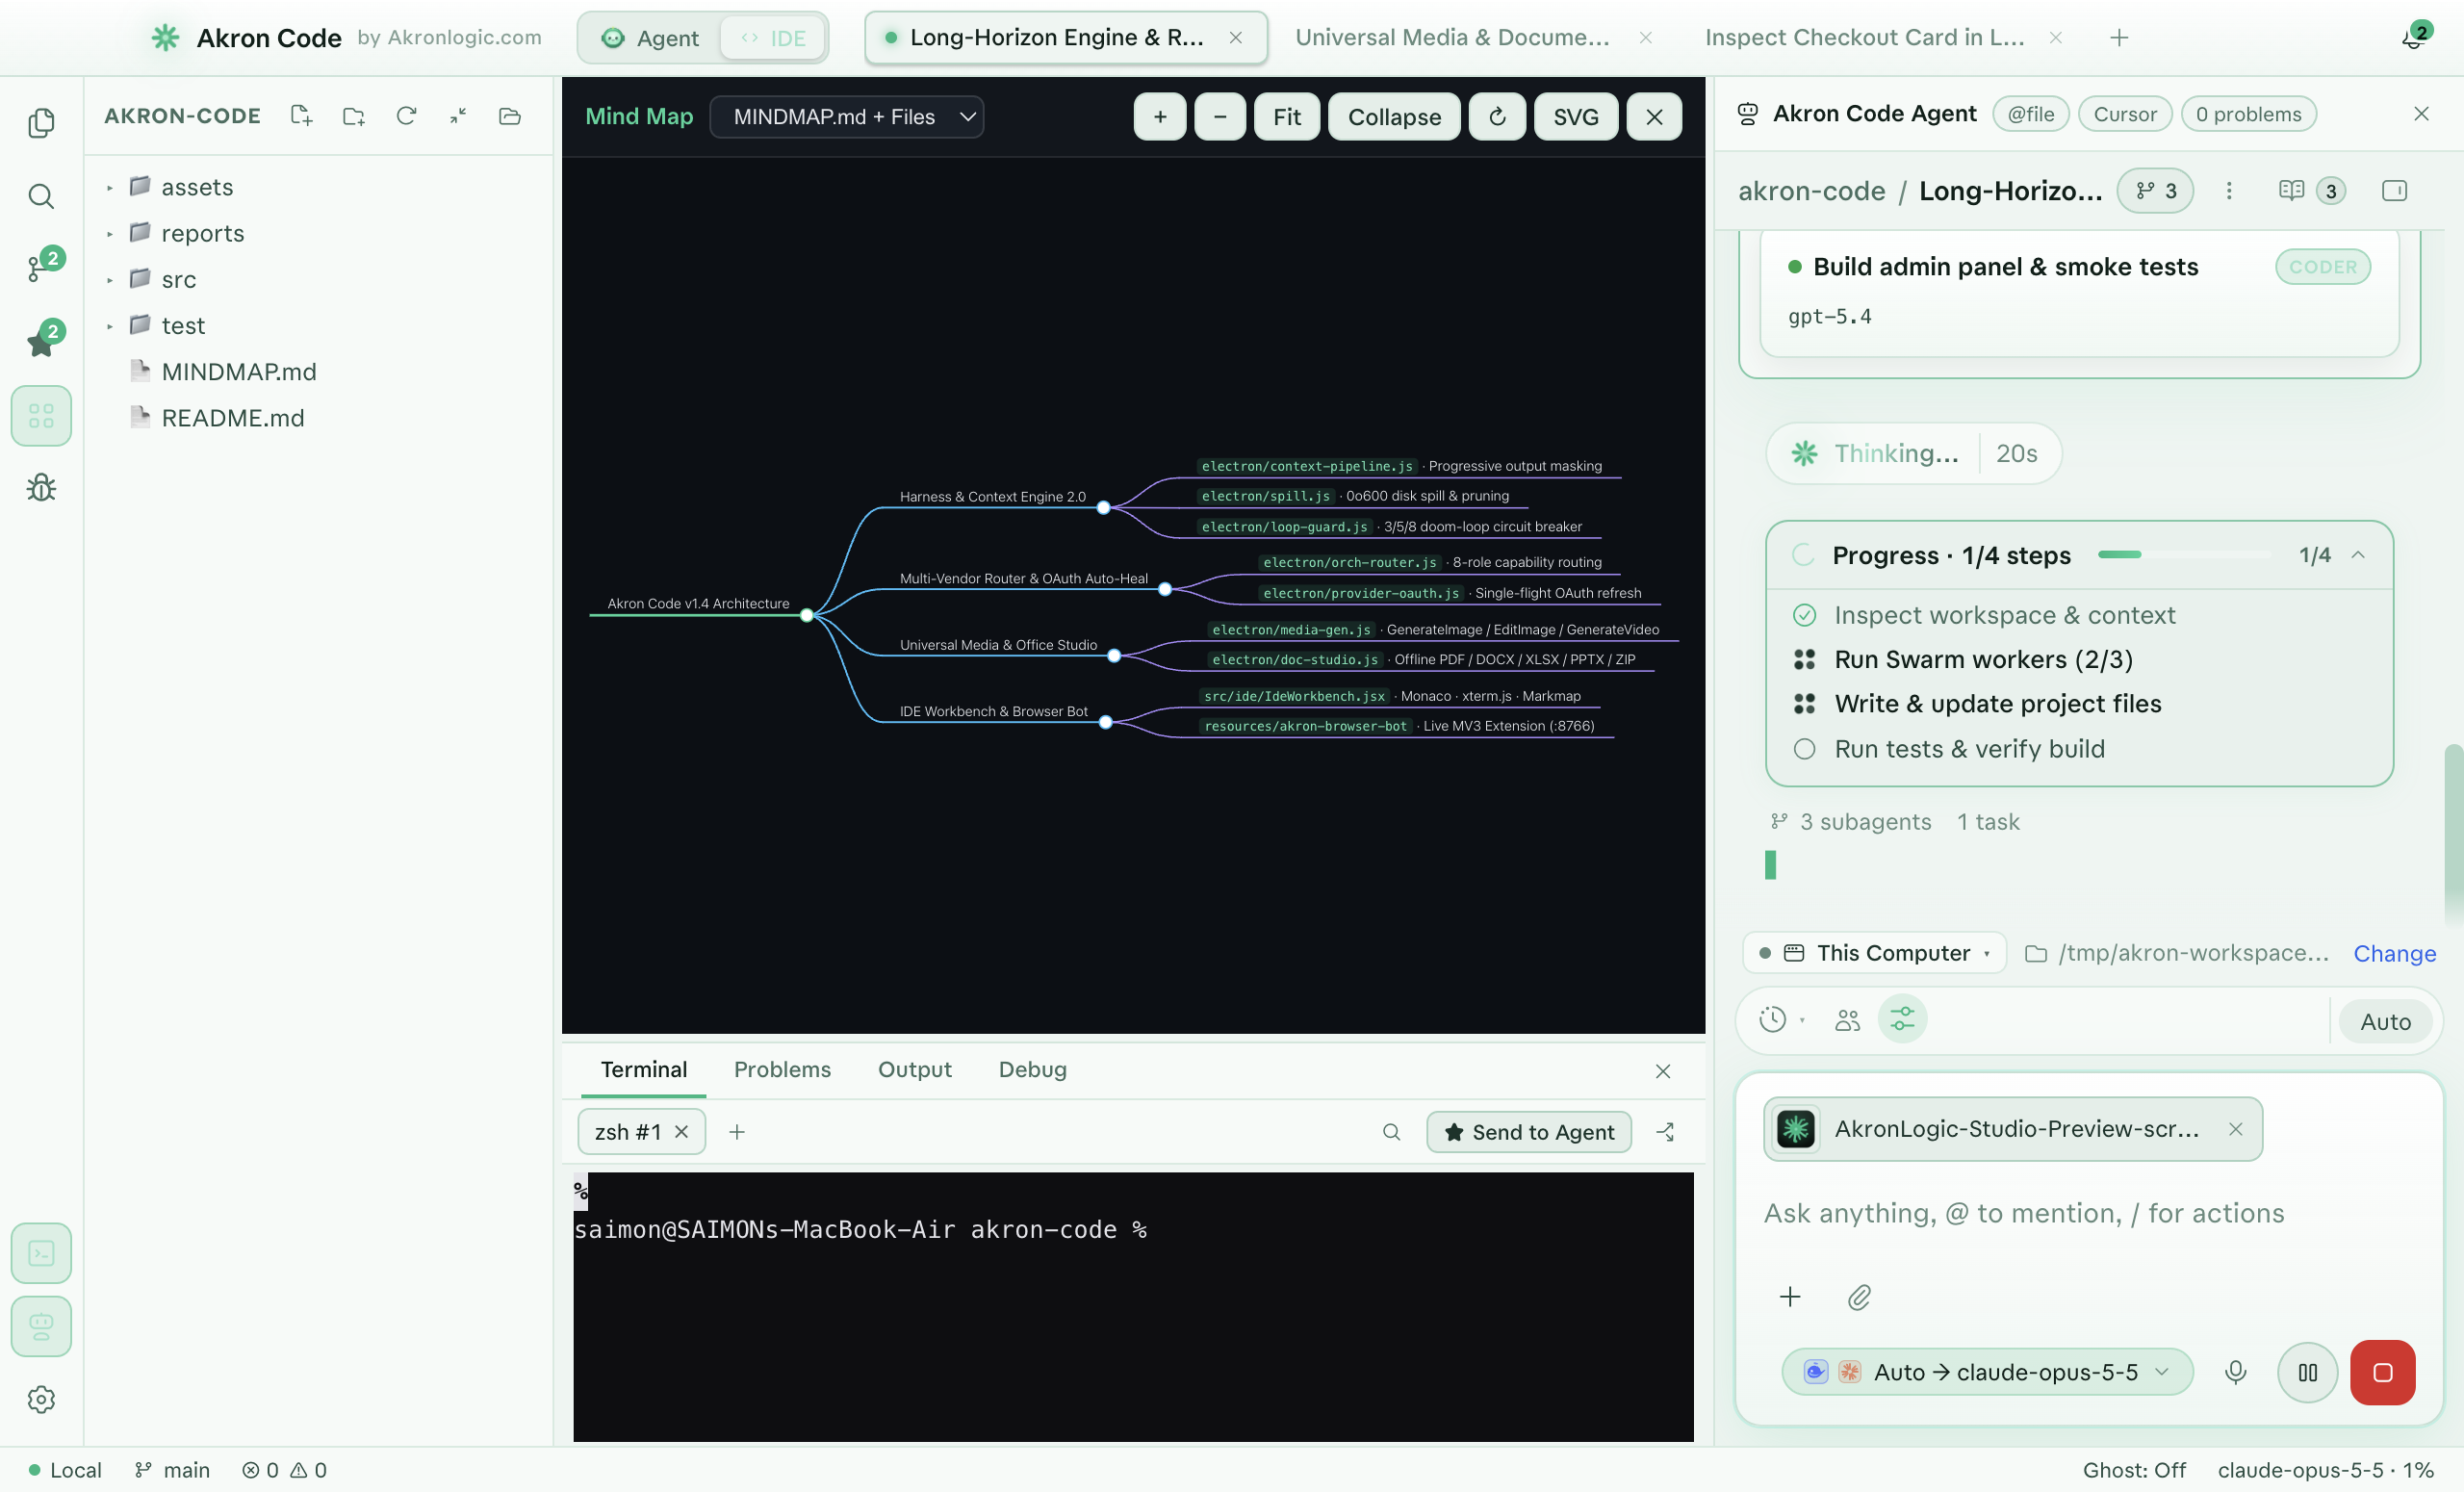 Akron Code by Akronlogic.com
Agent
IDE
Long-Horizon Engine & R...
Universal Media & Docume...
Inspect Checkout Card in L...
2
AKRON-CODE
assets
reports
src
test
MINDMAP.md
README.md
2
2
Mind Map
MINDMAP.md + Files
+
−
Fit
Collapse
SVG
Akron Code v1.4 Architecture
Harness & Context Engine 2.0
electron/context-pipeline.js · Progressive output masking
electron/spill.js · 0o600 disk spill & pruning
electron/loop-guard.js · 3/5/8 doom-loop circuit breaker
Multi-Vendor Router & OAuth Auto-Heal
electron/orch-router.js · 8-role capability routing
electron/provider-oauth.js · Single-flight OAuth refresh
Universal Media & Office Studio
electron/media-gen.js · GenerateImage / EditImage / GenerateVideo
electron/doc-studio.js · Offline PDF / DOCX / XLSX / PPTX / ZIP
IDE Workbench & Browser Bot
src/ide/IdeWorkbench.jsx · Monaco · xterm.js · Markmap
resources/akron-browser-bot · Live MV3 Extension (:8766)
Terminal
Problems
Output
Debug
zsh #1
Send to Agent
%
saimon@SAIMONs-MacBook-Air akron-code %
Akron Code Agent
@file
Cursor
0 problems
akron-code / Long-Horizo...
3
3
Build admin panel & smoke tests
CODER
gpt-5.4
Thinking...
20s
Progress · 1/4 steps
1/4
Inspect workspace & context
Run Swarm workers (2/3)
Write & update project files
Run tests & verify build
3 subagents
1 task
This Computer
/tmp/akron-workspace...
Change
Auto
AkronLogic-Studio-Preview-scr...
Ask anything, @ to mention, / for actions
Auto → claude-opus-5-5
Local
main
0
0
Ghost: Off
claude-opus-5-5 · 1%